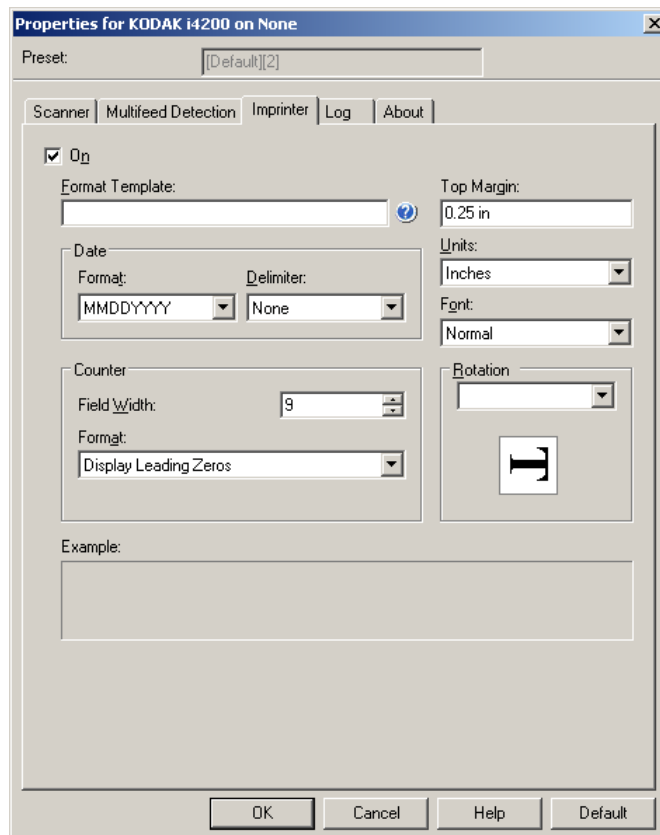 Properties for KODAK i4200 on None
Preset: [Default][2]
Scanner Multifeed Detection Imprinter Log About
On
Format Template:
Top Margin:
0.25 in
Date
Format: Delimiter:
MMDDYYYY None
Units:
Inches
Font:
Normal
Counter
Field Width: 9
Format:
Display Leading Zeros
Rotation
Example:
OK Cancel Help Default